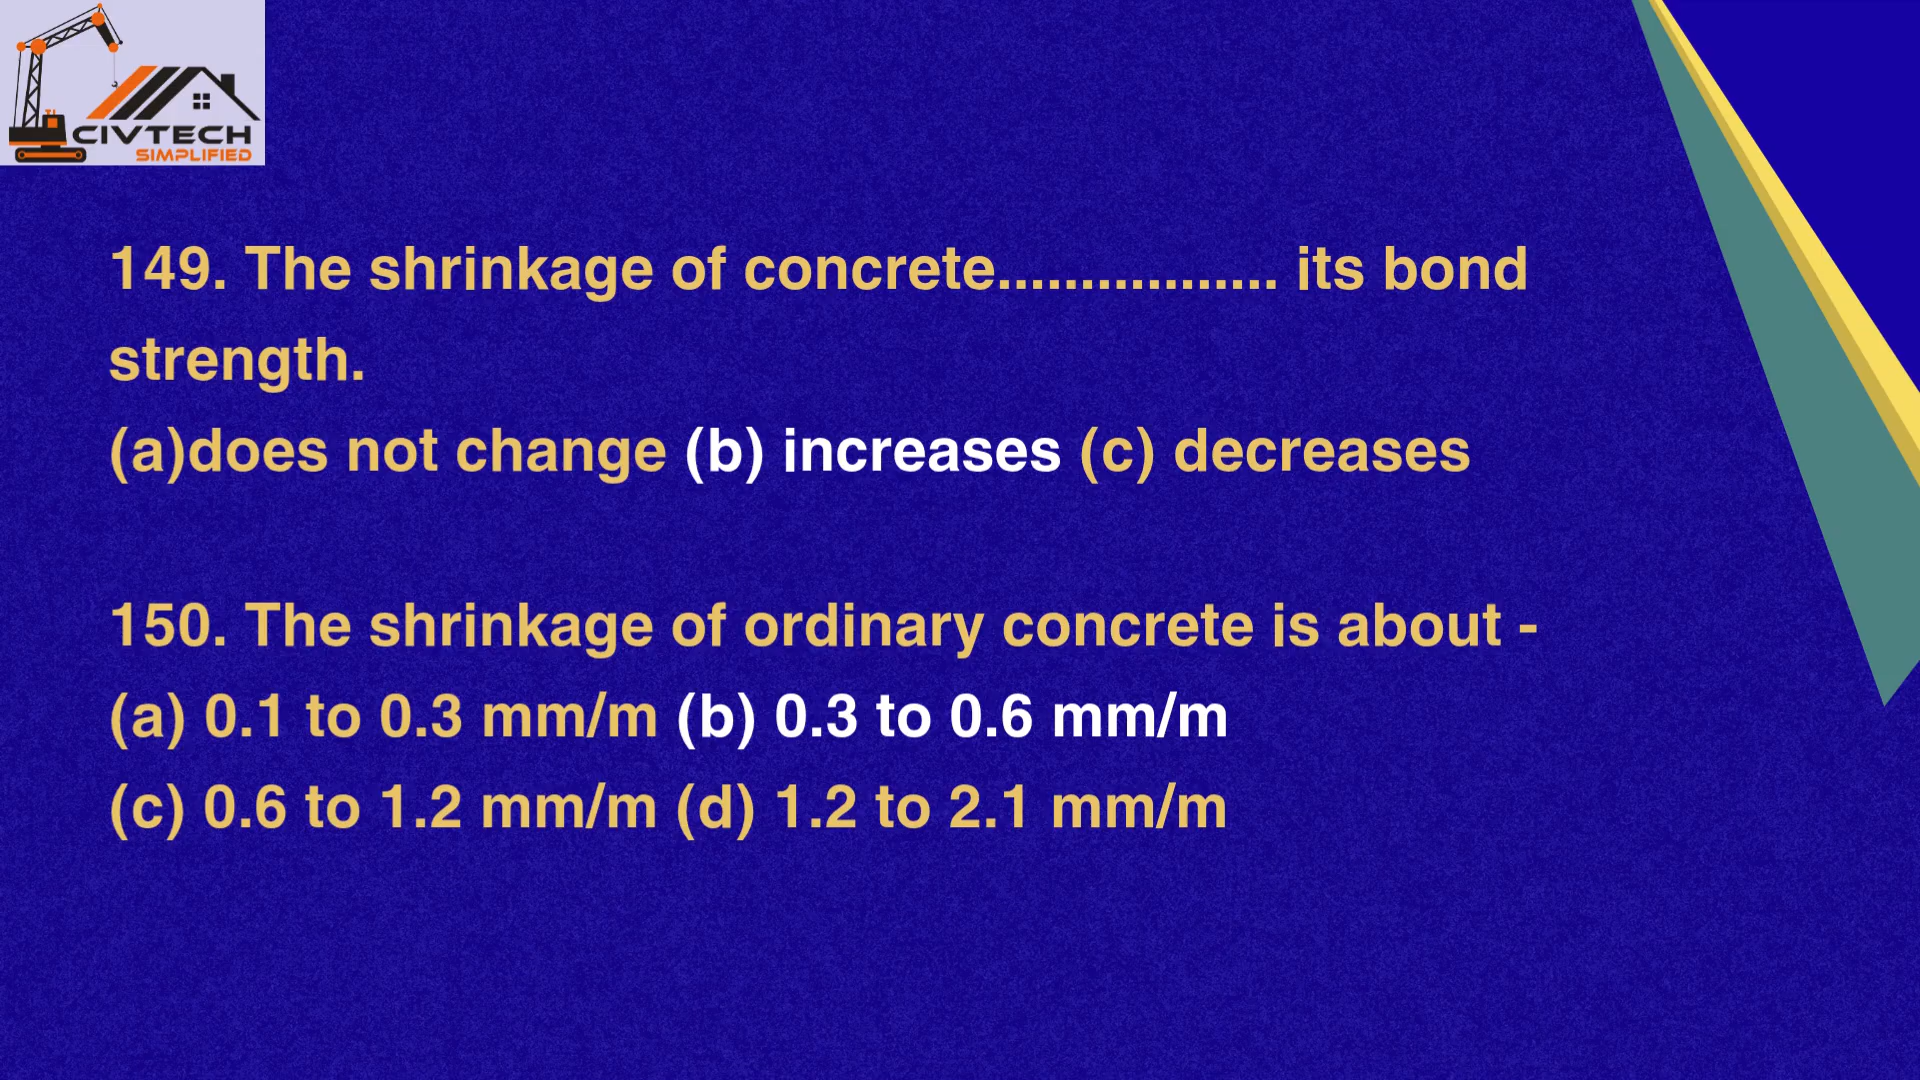 CIVTECH
SIMPLIFIED
149. The shrinkage of concrete................. its bond
strength.
(a)does not change (b) increases (c) decreases
150. The shrinkage of ordinary concrete is about -
(a) 0.1 to 0.3 mm/m (b) 0.3 to 0.6 mm/m
(c) 0.6 to 1.2 mm/m (d) 1.2 to 2.1 mm/m